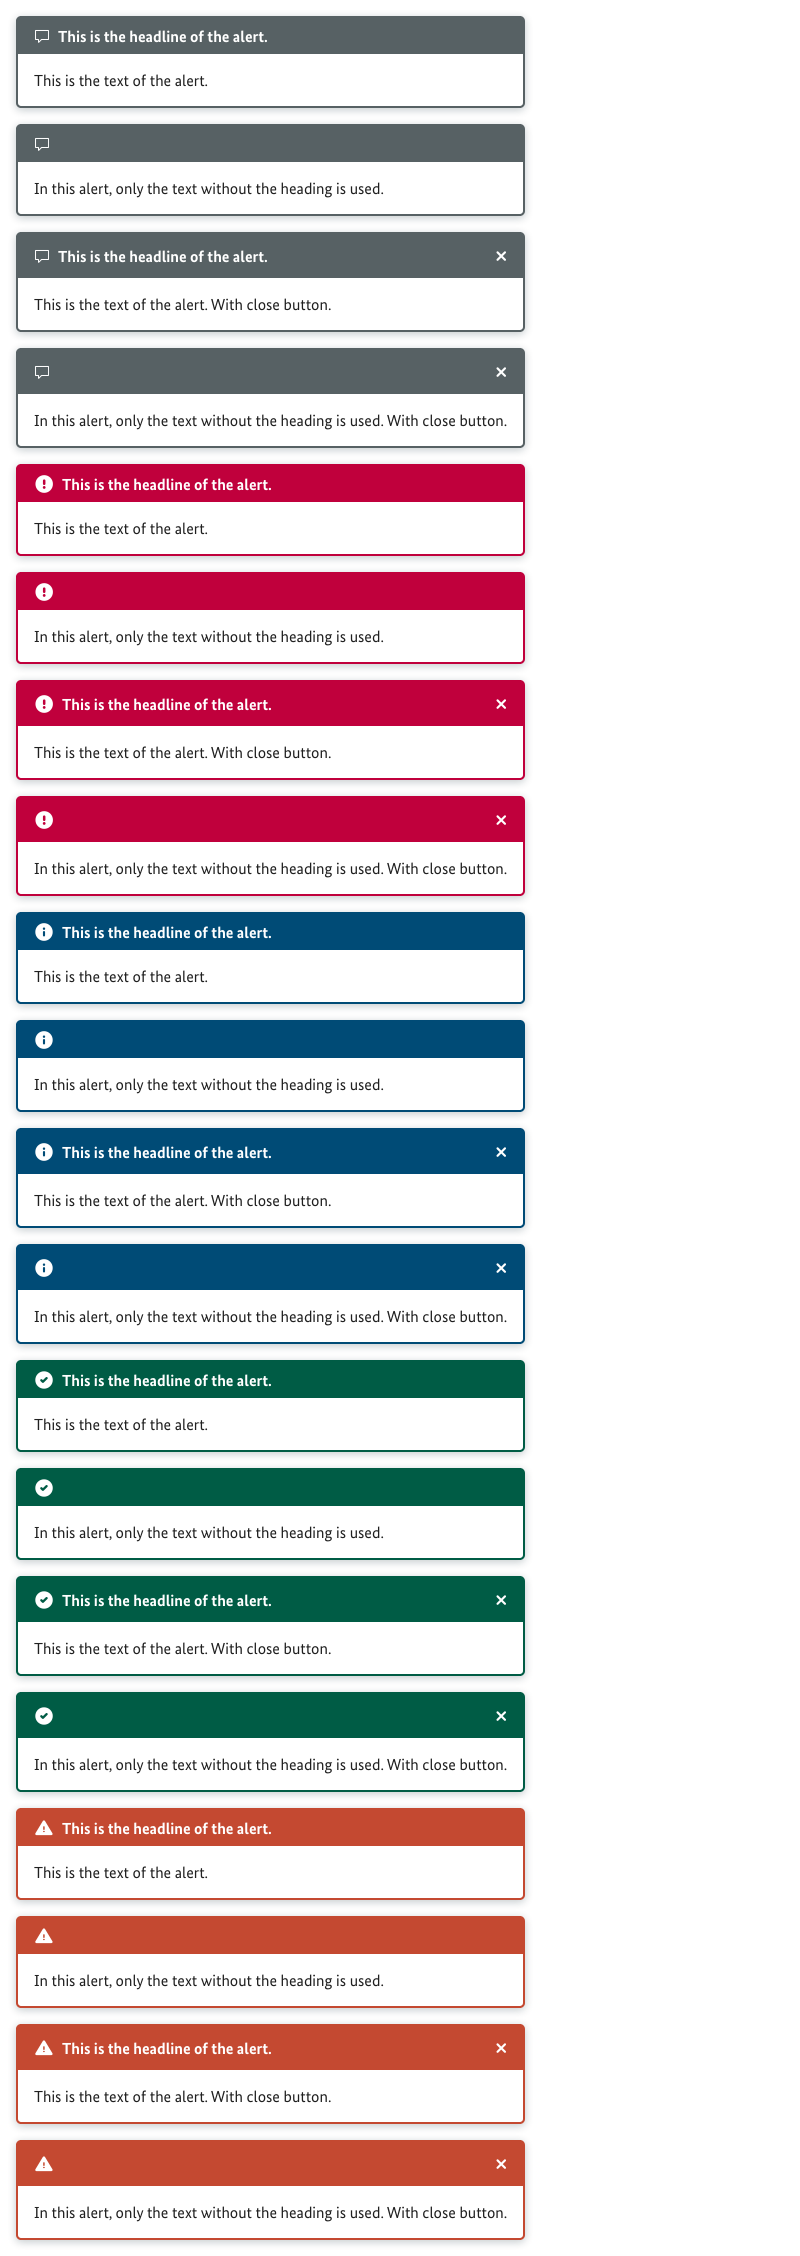 This is the headline of the alert.
This is the text of the alert.
In this alert, only the text without the heading is used.
This is the headline of the alert.
This is the text of the alert. With close button.
In this alert, only the text without the heading is used. With close button.
This is the headline of the alert.
This is the text of the alert.
In this alert, only the text without the heading is used.
This is the headline of the alert.
This is the text of the alert. With close button.
In this alert, only the text without the heading is used. With close button.
This is the headline of the alert.
This is the text of the alert.
In this alert, only the text without the heading is used.
This is the headline of the alert.
This is the text of the alert. With close button.
In this alert, only the text without the heading is used. With close button.
This is the headline of the alert.
This is the text of the alert.
In this alert, only the text without the heading is used.
This is the headline of the alert.
This is the text of the alert. With close button.
In this alert, only the text without the heading is used. With close button.
This is the headline of the alert.
This is the text of the alert.
In this alert, only the text without the heading is used.
This is the headline of the alert.
This is the text of the alert. With close button.
In this alert, only the text without the heading is used. With close button.